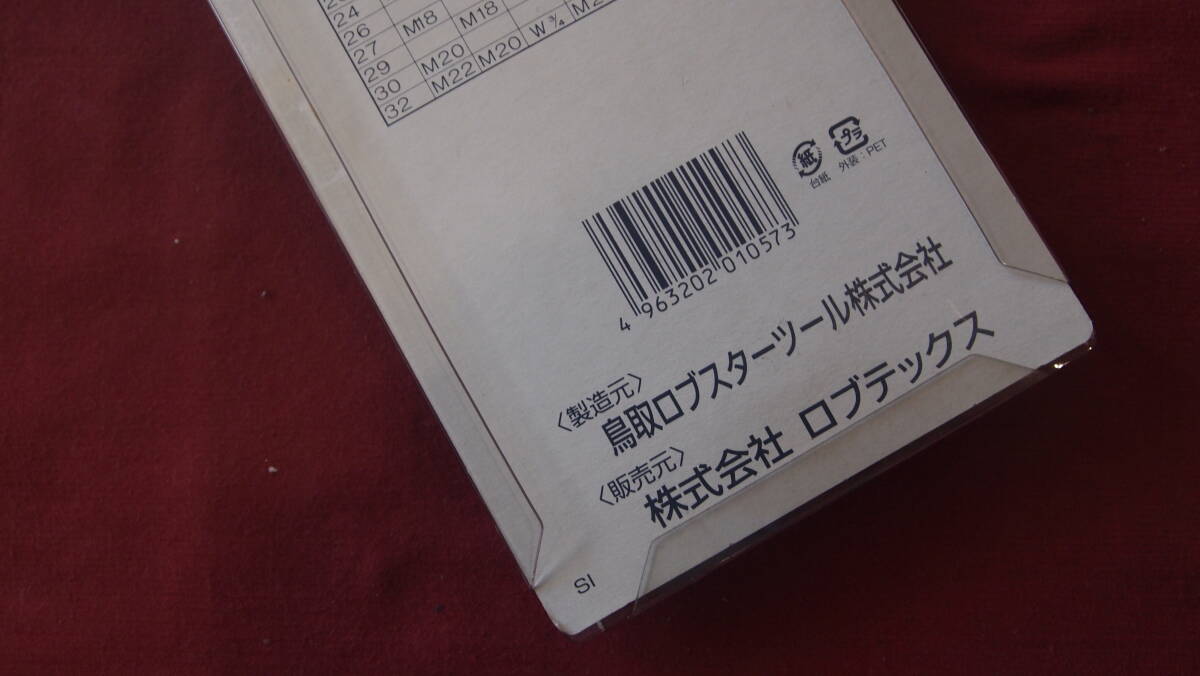 24
26 M18 M18
27
29 M20 M20 W¾
30 M22
32
紙 プラ
台紙 外装：PET
4 963202 010573
〈製造元〉
鳥取ロブスターツール株式会社
〈販売元〉
株式会社 ロブテックス
SI